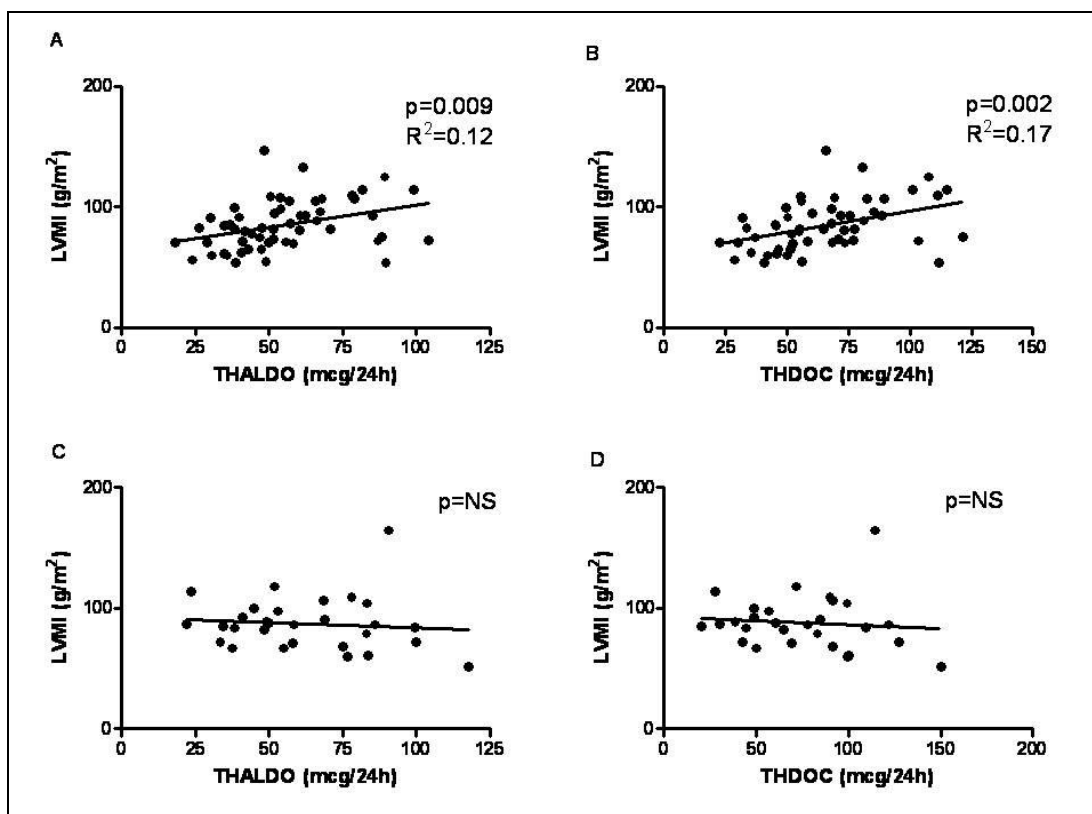 A
200
100
0
LVMI (g/m²)
p=0.009
R²=0.12
0 25 50 75 100 125
THALDO (mcg/24h)
B
200
100
0
LVMI (g/m²)
p=0.002
R²=0.17
0 25 50 75 100 125 150
THDOC (mcg/24h)
C
200
100
0
LVMI (g/m²)
p=NS
0 25 50 75 100 125
THALDO (mcg/24h)
D
200
100
0
LVMI (g/m²)
p=NS
0 50 100 150 200
THDOC (mcg/24h)